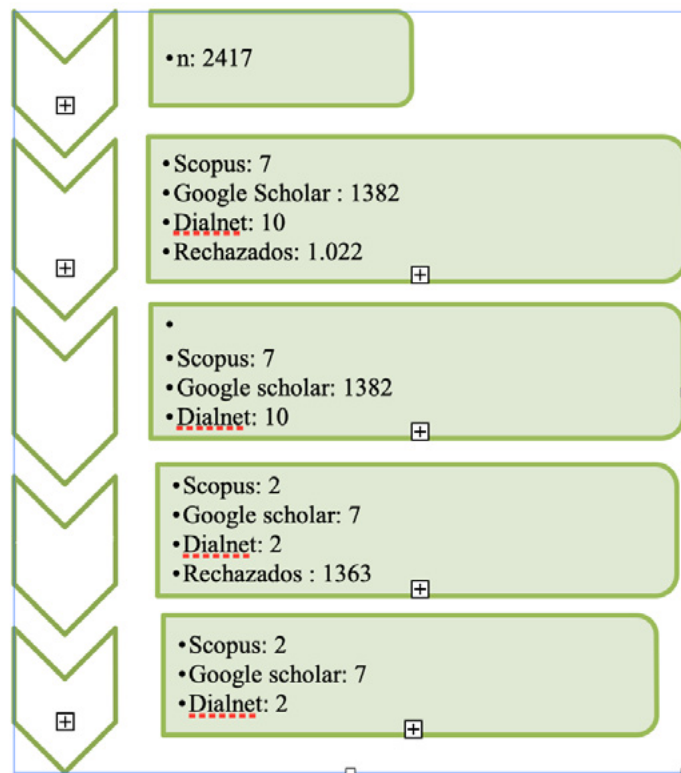 •n: 2417
•Scopus: 7
•Google Scholar : 1382
•Dialnet: 10
•Rechazados: 1.022
•
•Scopus: 7
•Google scholar: 1382
•Dialnet: 10
•Scopus: 2
•Google scholar: 7
•Dialnet: 2
•Rechazados : 1363
•Scopus: 2
•Google scholar: 7
•Dialnet: 2